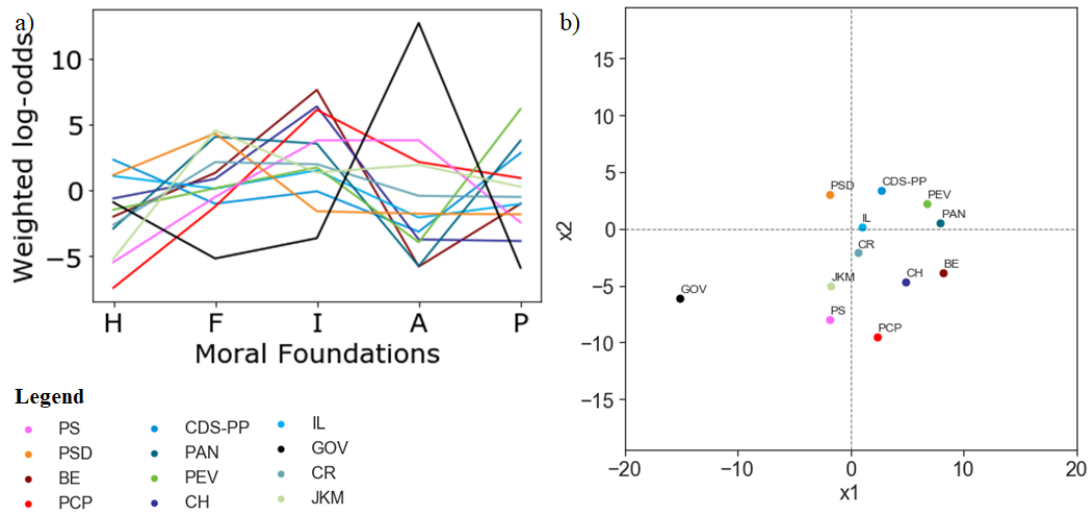 a)
Weighted log-odds
10
5
0
−5
H F I A P
Moral Foundations
Legend
PS
PSD
BE
PCP
CDS-PP
PAN
PEV
CH
IL
GOV
CR
JKM
b)
x2
15
10
5
0
−5
−10
−15
PSD
CDS-PP
PEV
PAN
IL
CR
BE
CH
JKM
GOV
PS
PCP
−20 −10 0 10 20
x1